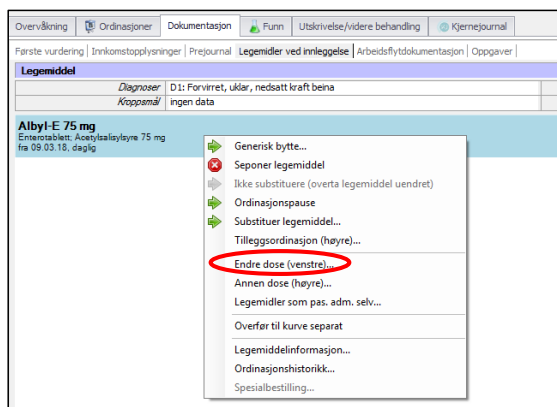 Overvåkning Ordinasjoner Dokumentasjon Funn Utskrivelse/videre behandling Kjernejournal
Første vurdering Innkomstopplysninger Prejournal Legemidler ved innleggelse Arbeidsflytdokumentasjon Oppgaver
Legemiddel
Diagnoser D1: Forvirret, uklar, nedsatt kraft beina
Kroppsmål ingen data
Albyl-E 75 mg
Enterotablett; Acetylsalisylsyre 75 mg
fra 09.03.18, daglig
Generisk bytte...
Seponer legemiddel
Ikke substituere (overta legemiddel uendret)
Ordinasjonspause
Substituer legemiddel...
Tilleggsordinasjon (høyre)...
Endre dose (venstre)...
Annen dose (høyre)...
Legemidler som pas. adm. selv...
Overfør til kurve separat
Legemiddelinformasjon...
Ordinasjonshistorikk...
Spesialbestilling...